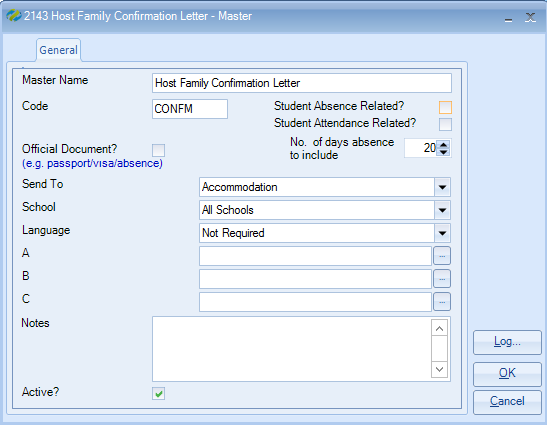 2143 Host Family Confirmation Letter - Master
General
Master Name Host Family Confirmation Letter
Code CONFM Student Absence Related?
Student Attendance Related?
Official Document? No. of days absence
(e.g. passport/visa/absence) to include 20
Send To Accommodation
School All Schools
Language Not Required
A ...
B ...
C ...
Notes
Log...
OK
Active?
Cancel